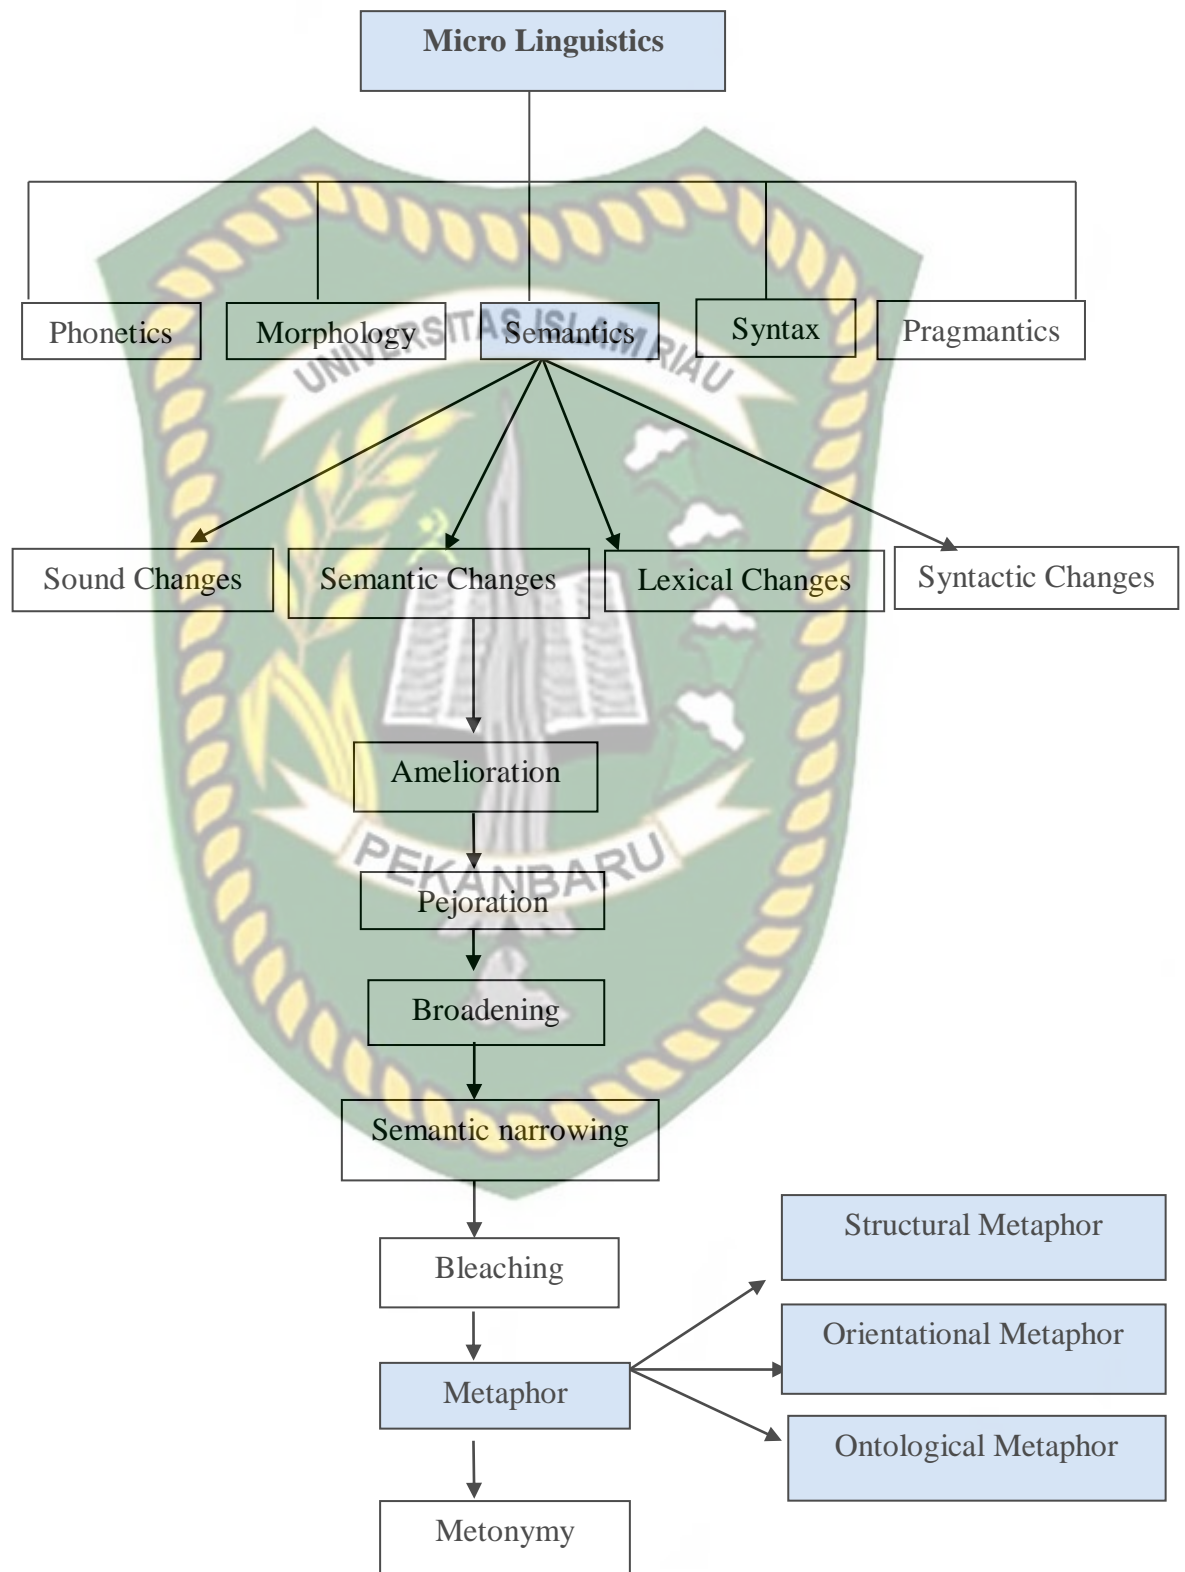 Micro Linguistics
Phonetics
Morphology
Semantics
Syntax
Pragmantics
UNIVERSITAS ISLAM RIAU
Sound Changes
Semantic Changes
Lexical Changes
Syntactic Changes
Amelioration
PEKANBARU
Pejoration
Broadening
Semantic narrowing
Structural Metaphor
Bleaching
Orientational Metaphor
Metaphor
Ontological Metaphor
Metonymy